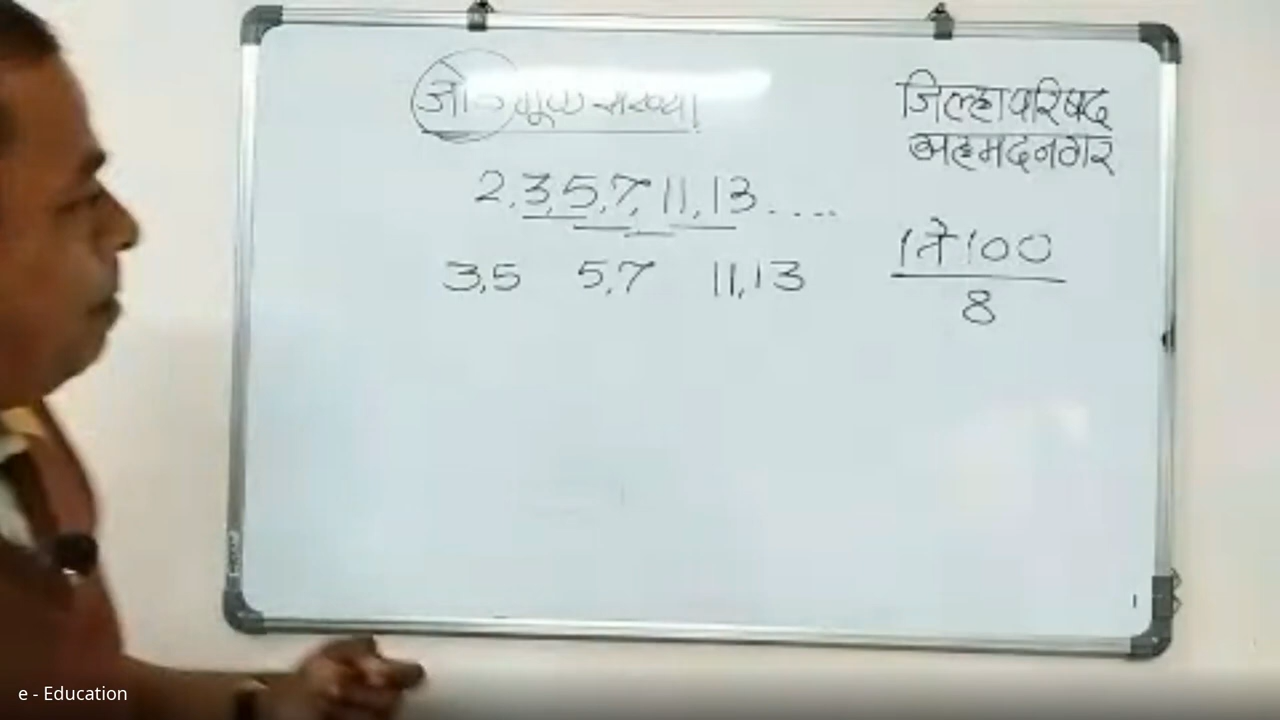 जोड मूळ संख्या
2, 3, 5, 7, 11, 13.....
3,5 5,7 11,13
जिल्हा परिषद
अहमदनगर
1 ते 100
8
e - Education